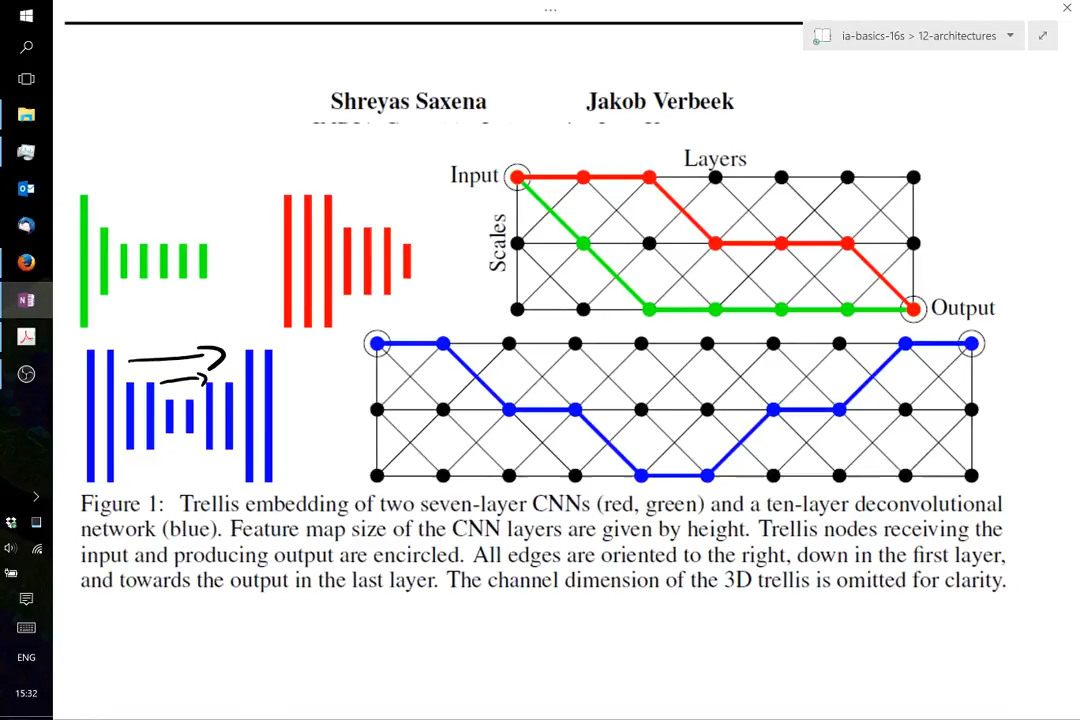 ...
ia-basics-16s > 12-architectures
Shreyas Saxena Jakob Verbeek
Input
Layers
Scales
Output
Figure 1: Trellis embedding of two seven-layer CNNs (red, green) and a ten-layer deconvolutional
network (blue). Feature map size of the CNN layers are given by height. Trellis nodes receiving the
input and producing output are encircled. All edges are oriented to the right, down in the first layer,
and towards the output in the last layer. The channel dimension of the 3D trellis is omitted for clarity.
ENG
15:32